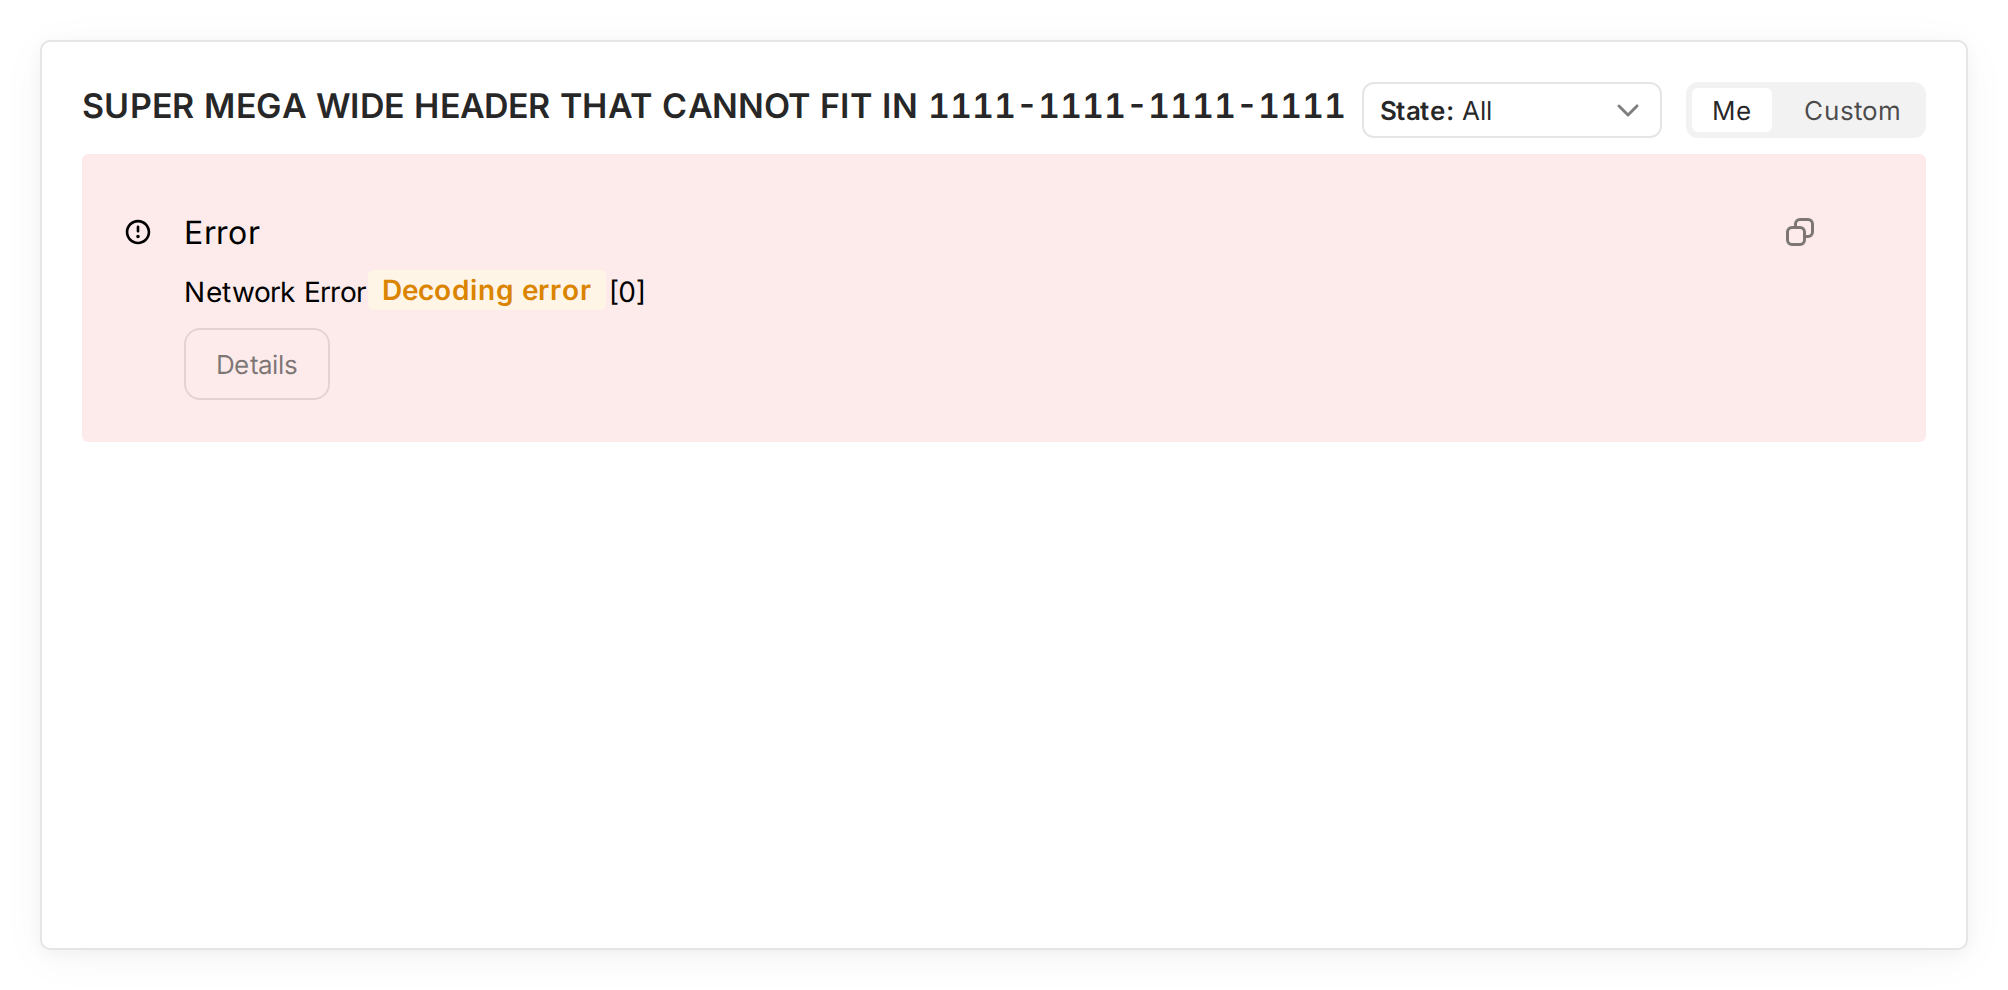 SUPER MEGA WIDE HEADER THAT CANNOT FIT IN 1111-1111-1111-1111 State: All Me Custom
Error
Network Error Decoding error [0]
Details